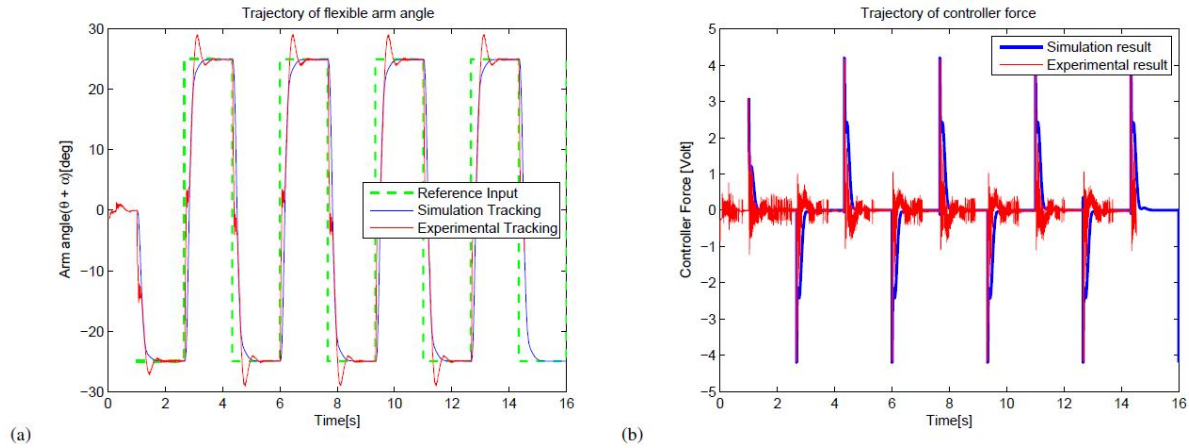 Trajectory of flexible arm angle
30
20
10
0
−10
−20
−30
Arm angle(θ + α)[deg]
Reference Input
Simulation Tracking
Experimental Tracking
0 2 4 6 8 10 12 14 16
Time[s]
(a)
Trajectory of controller force
5
4
3
2
1
0
−1
−2
−3
−4
−5
Controller Force [Volt]
Simulation result
Experimental result
0 2 4 6 8 10 12 14 16
Time[s]
(b)